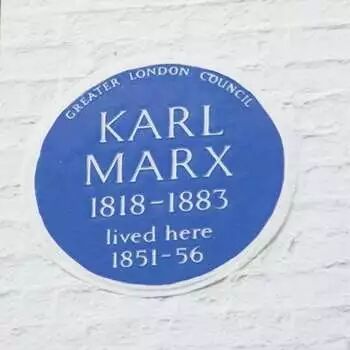 GREATER LONDON COUNCIL
KARL
MARX
1818–1883
lived here
1851–56